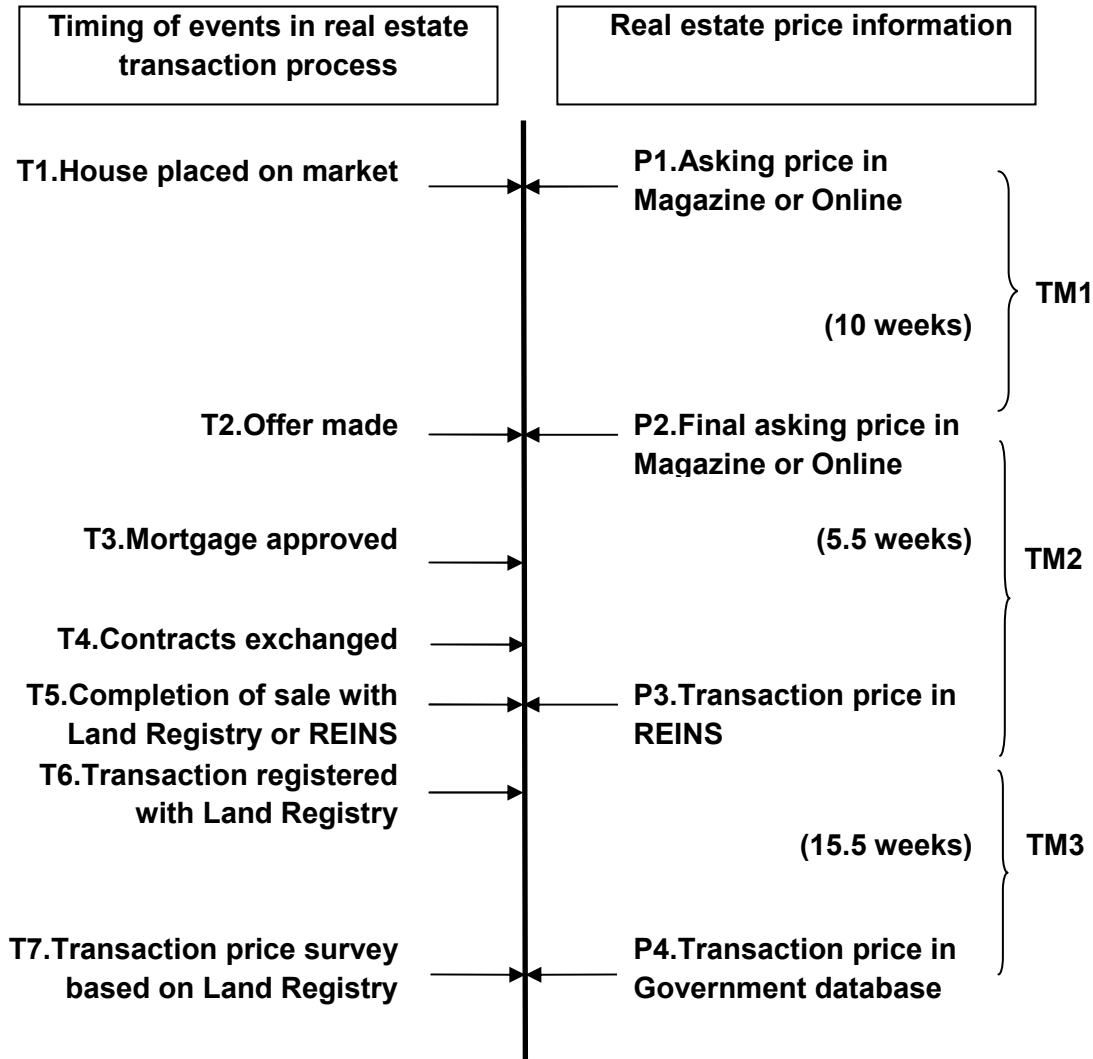 Timing of events in real estate
transaction process
Real estate price information
T1.House placed on market
P1.Asking price in
Magazine or Online
TM1
(10 weeks)
T2.Offer made
P2.Final asking price in
Magazine or Online
T3.Mortgage approved
(5.5 weeks)
TM2
T4.Contracts exchanged
T5.Completion of sale with
Land Registry or REINS
P3.Transaction price in
REINS
T6.Transaction registered
with Land Registry
(15.5 weeks)
TM3
T7.Transaction price survey
based on Land Registry
P4.Transaction price in
Government database